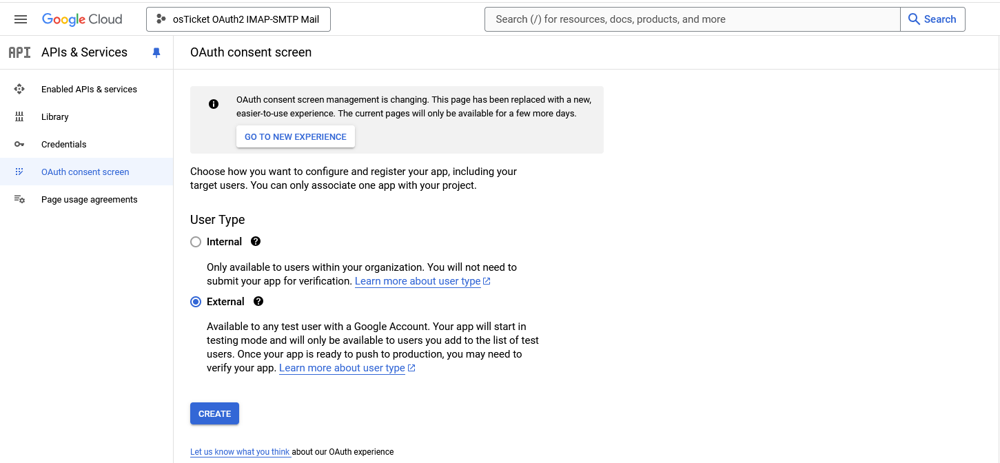 Google Cloud
osTicket OAuth2 IMAP-SMTP Mail
Search (/) for resources, docs, products, and more
Search
API
APIs & Services
OAuth consent screen
Enabled APIs & services
Library
Credentials
OAuth consent screen
Page usage agreements
OAuth consent screen management is changing. This page has been replaced with a new,
easier-to-use experience. The current pages will only be available for a few more days.
GO TO NEW EXPERIENCE
Choose how you want to configure and register your app, including your
target users. You can only associate one app with your project.
User Type
Internal
Only available to users within your organization. You will not need to
submit your app for verification. Learn more about user type
External
Available to any test user with a Google Account. Your app will start in
testing mode and will only be available to users you add to the list of test
users. Once your app is ready to push to production, you may need to
verify your app. Learn more about user type
CREATE
Let us know what you think about our OAuth experience